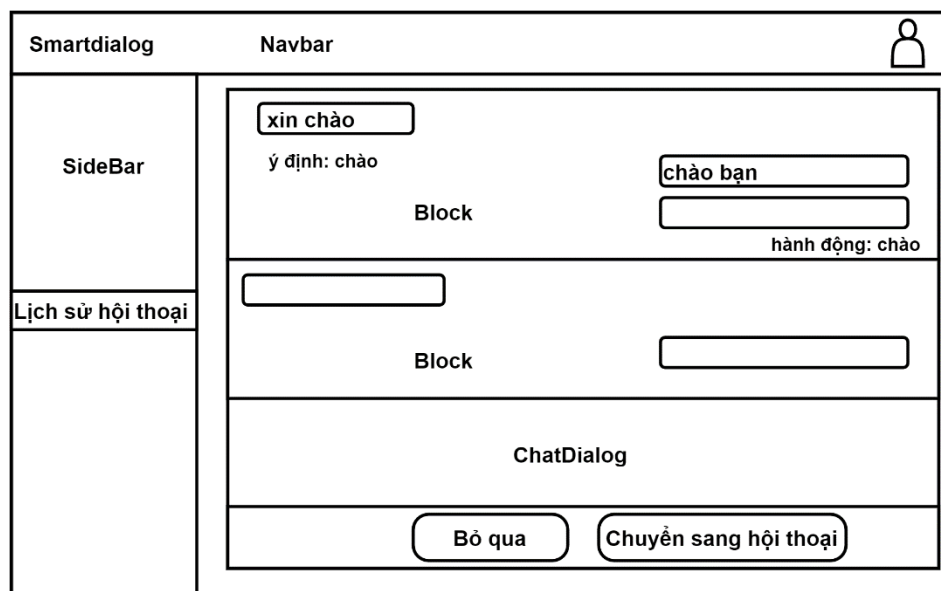 Smartdialog
Navbar
SideBar
Lịch sử hội thoại
xin chào
ý định: chào
chào bạn
Block
hành động: chào
Block
ChatDialog
Bỏ qua
Chuyển sang hội thoại